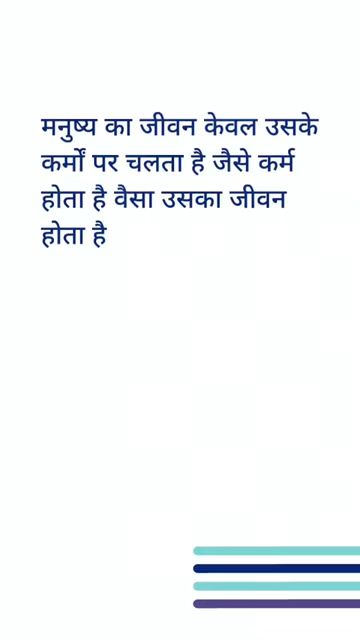 मनुष्य का जीवन केवल उसके
कर्मों पर चलता है जैसे कर्म
होता है वैसा उसका जीवन
होता है